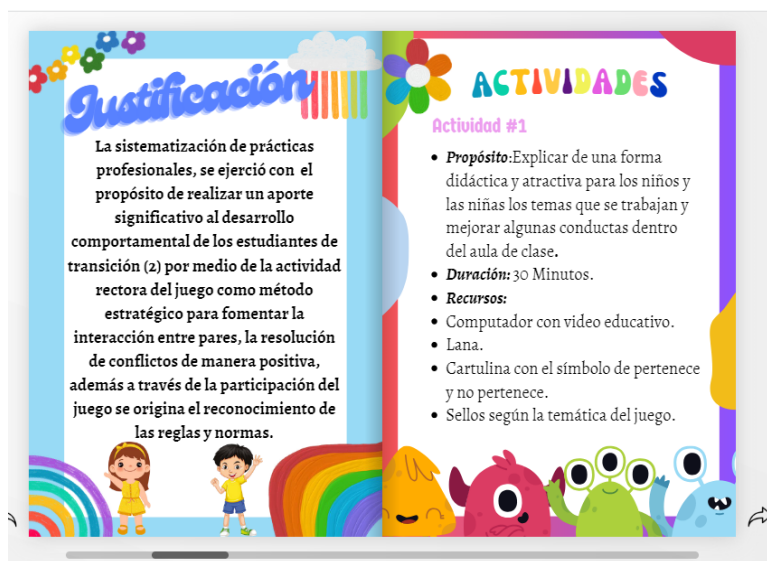 Justificación
La sistematización de prácticas
profesionales, se ejerció con el
propósito de realizar un aporte
significativo al desarrollo
comportamental de los estudiantes de
transición (2) por medio de la actividad
rectora del juego como método
estratégico para fomentar la
interacción entre pares, la resolución
de conflictos de manera positiva,
además a través de la participación del
juego se origina el reconocimiento de
las reglas y normas.
ACTIVIDADES
Actividad #1
• Propósito:Explicar de una forma
didáctica y atractiva para los niños y
las niñas los temas que se trabajan y
mejorar algunas conductas dentro
del aula de clase.
• Duración: 30 Minutos.
• Recursos:
• Computador con video educativo.
• Lana.
• Cartulina con el símbolo de pertenece
y no pertenece.
• Sellos según la temática del juego.